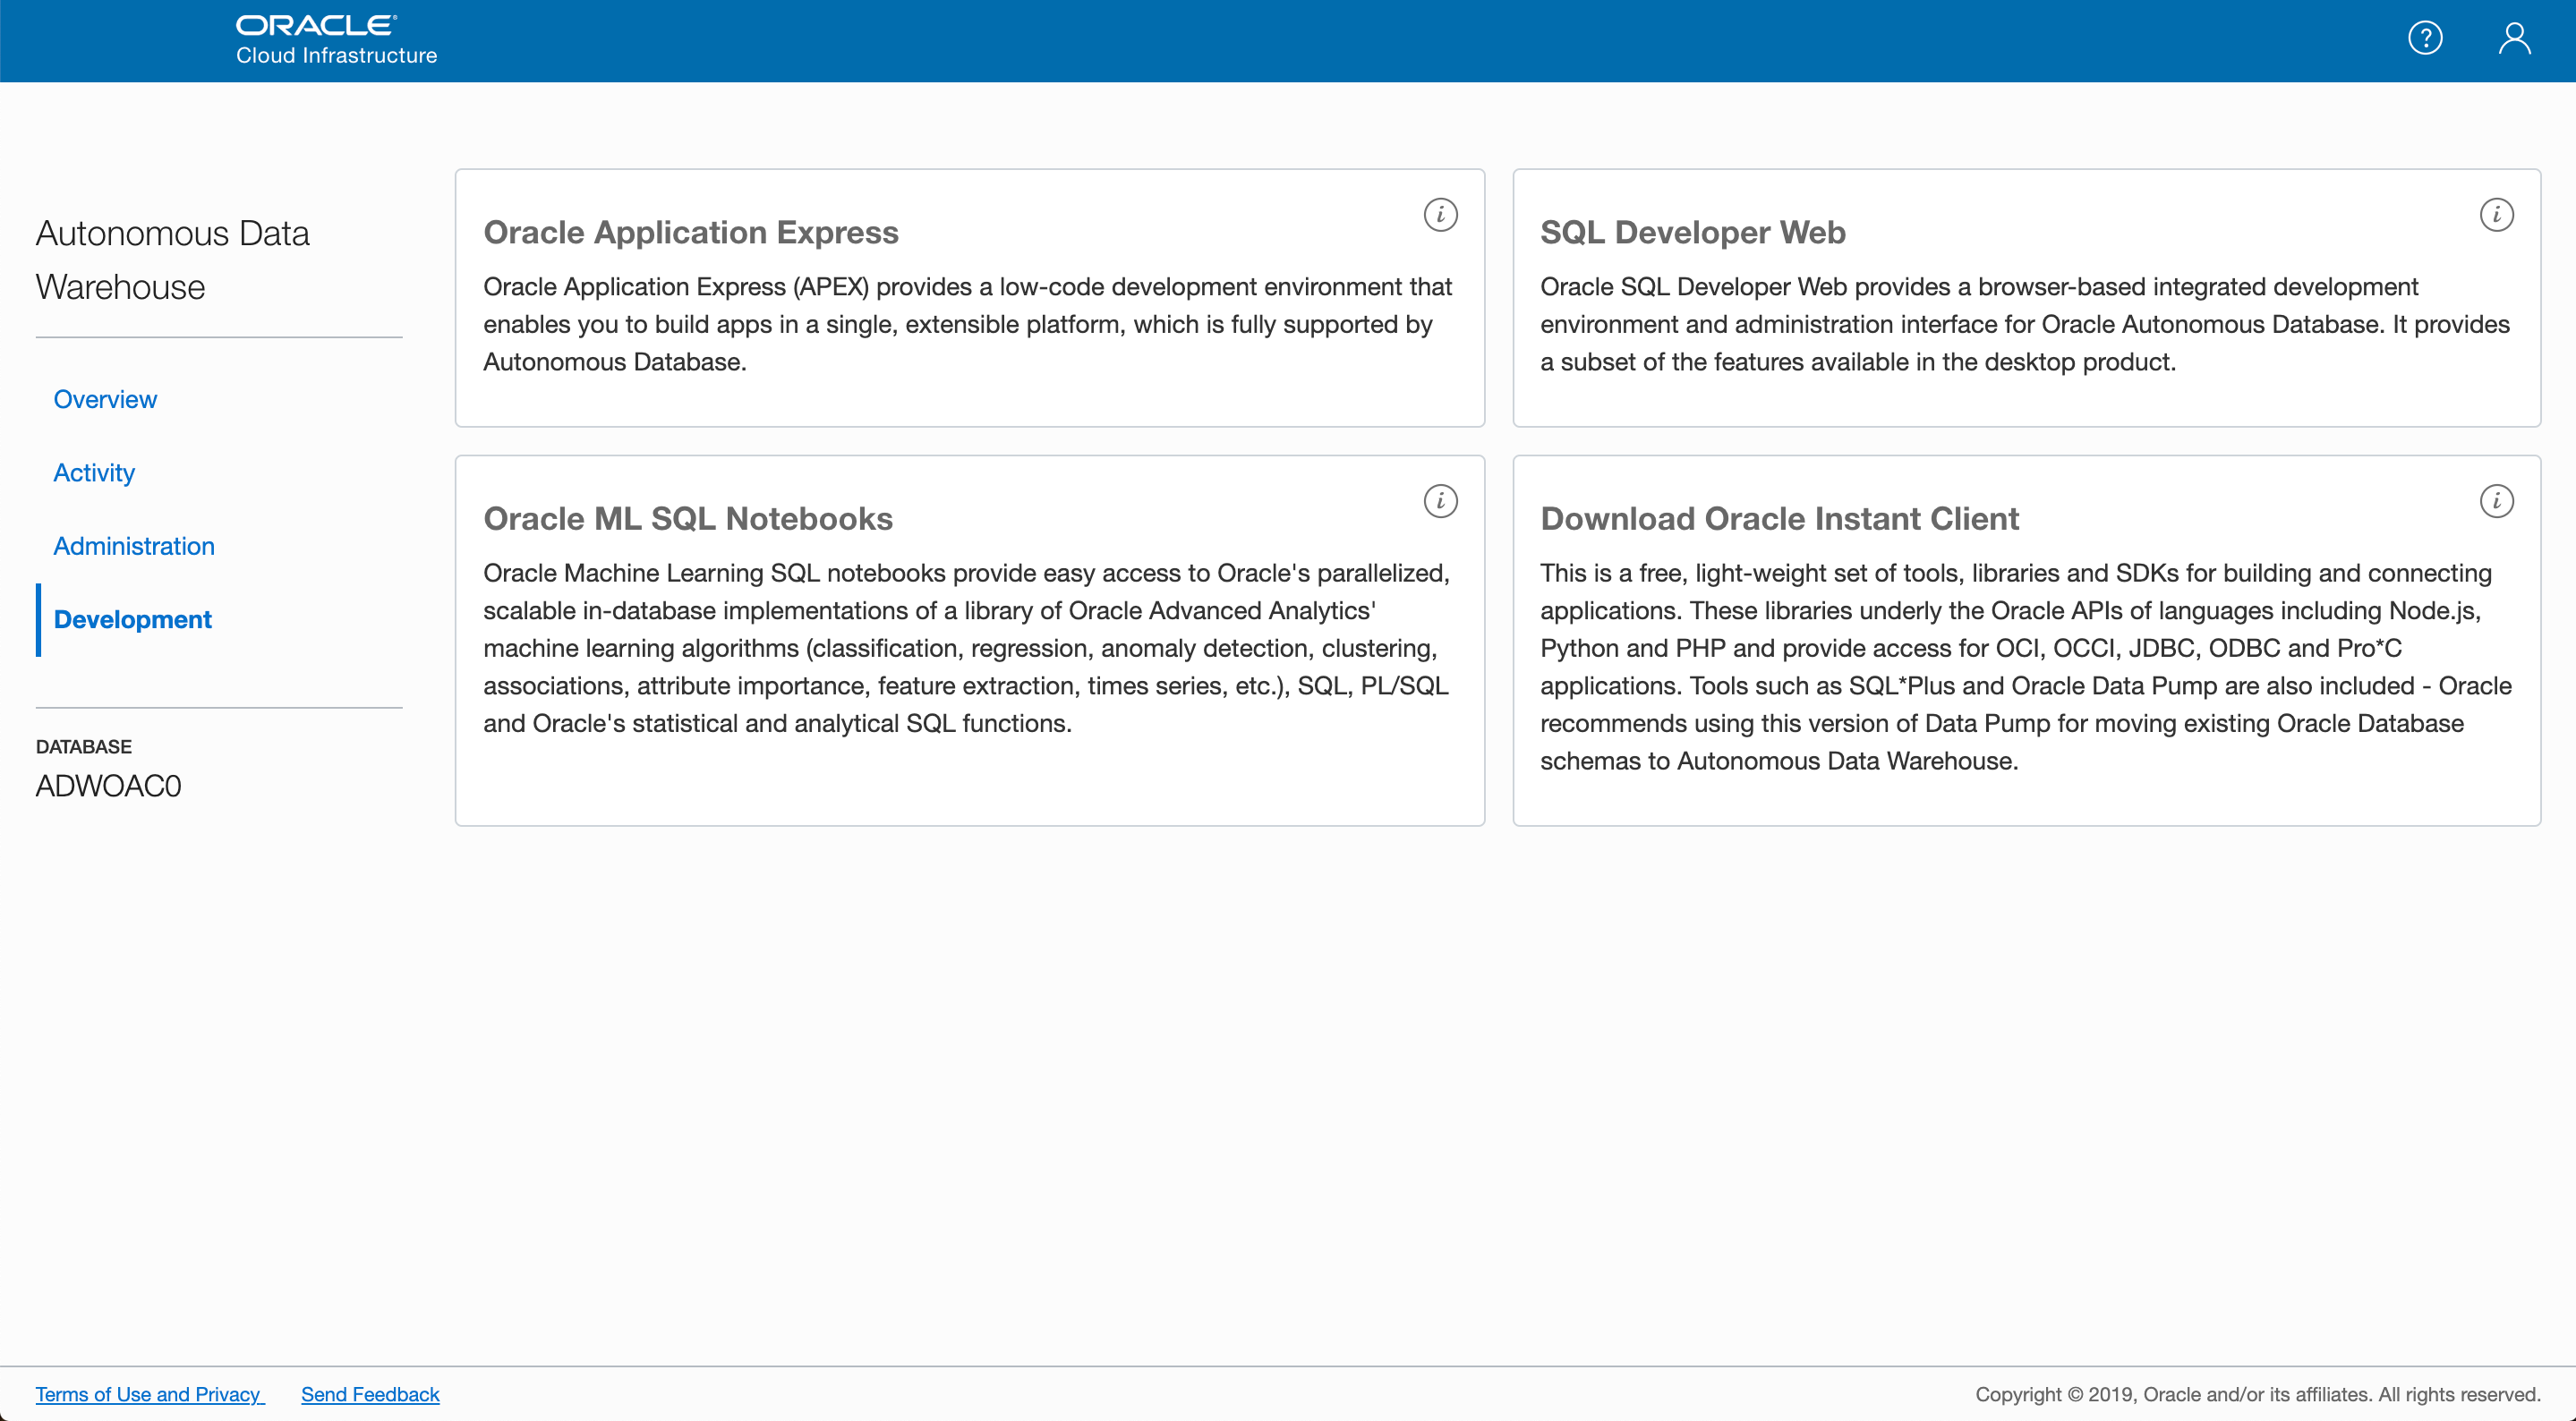 ORACLE
Cloud Infrastructure
Autonomous Data
Warehouse
Overview
Activity
Administration
Development
DATABASE
ADWOAC0
Oracle Application Express
Oracle Application Express (APEX) provides a low-code development environment that
enables you to build apps in a single, extensible platform, which is fully supported by
Autonomous Database.
SQL Developer Web
Oracle SQL Developer Web provides a browser-based integrated development
environment and administration interface for Oracle Autonomous Database. It provides
a subset of the features available in the desktop product.
Oracle ML SQL Notebooks
Oracle Machine Learning SQL notebooks provide easy access to Oracle's parallelized,
scalable in-database implementations of a library of Oracle Advanced Analytics'
machine learning algorithms (classification, regression, anomaly detection, clustering,
associations, attribute importance, feature extraction, times series, etc.), SQL, PL/SQL
and Oracle's statistical and analytical SQL functions.
Download Oracle Instant Client
This is a free, light-weight set of tools, libraries and SDKs for building and connecting
applications. These libraries underly the Oracle APIs of languages including Node.js,
Python and PHP and provide access for OCI, OCCI, JDBC, ODBC and Pro*C
applications. Tools such as SQL*Plus and Oracle Data Pump are also included - Oracle
recommends using this version of Data Pump for moving existing Oracle Database
schemas to Autonomous Data Warehouse.
Terms of Use and Privacy
Send Feedback
Copyright © 2019, Oracle and/or its affiliates. All rights reserved.